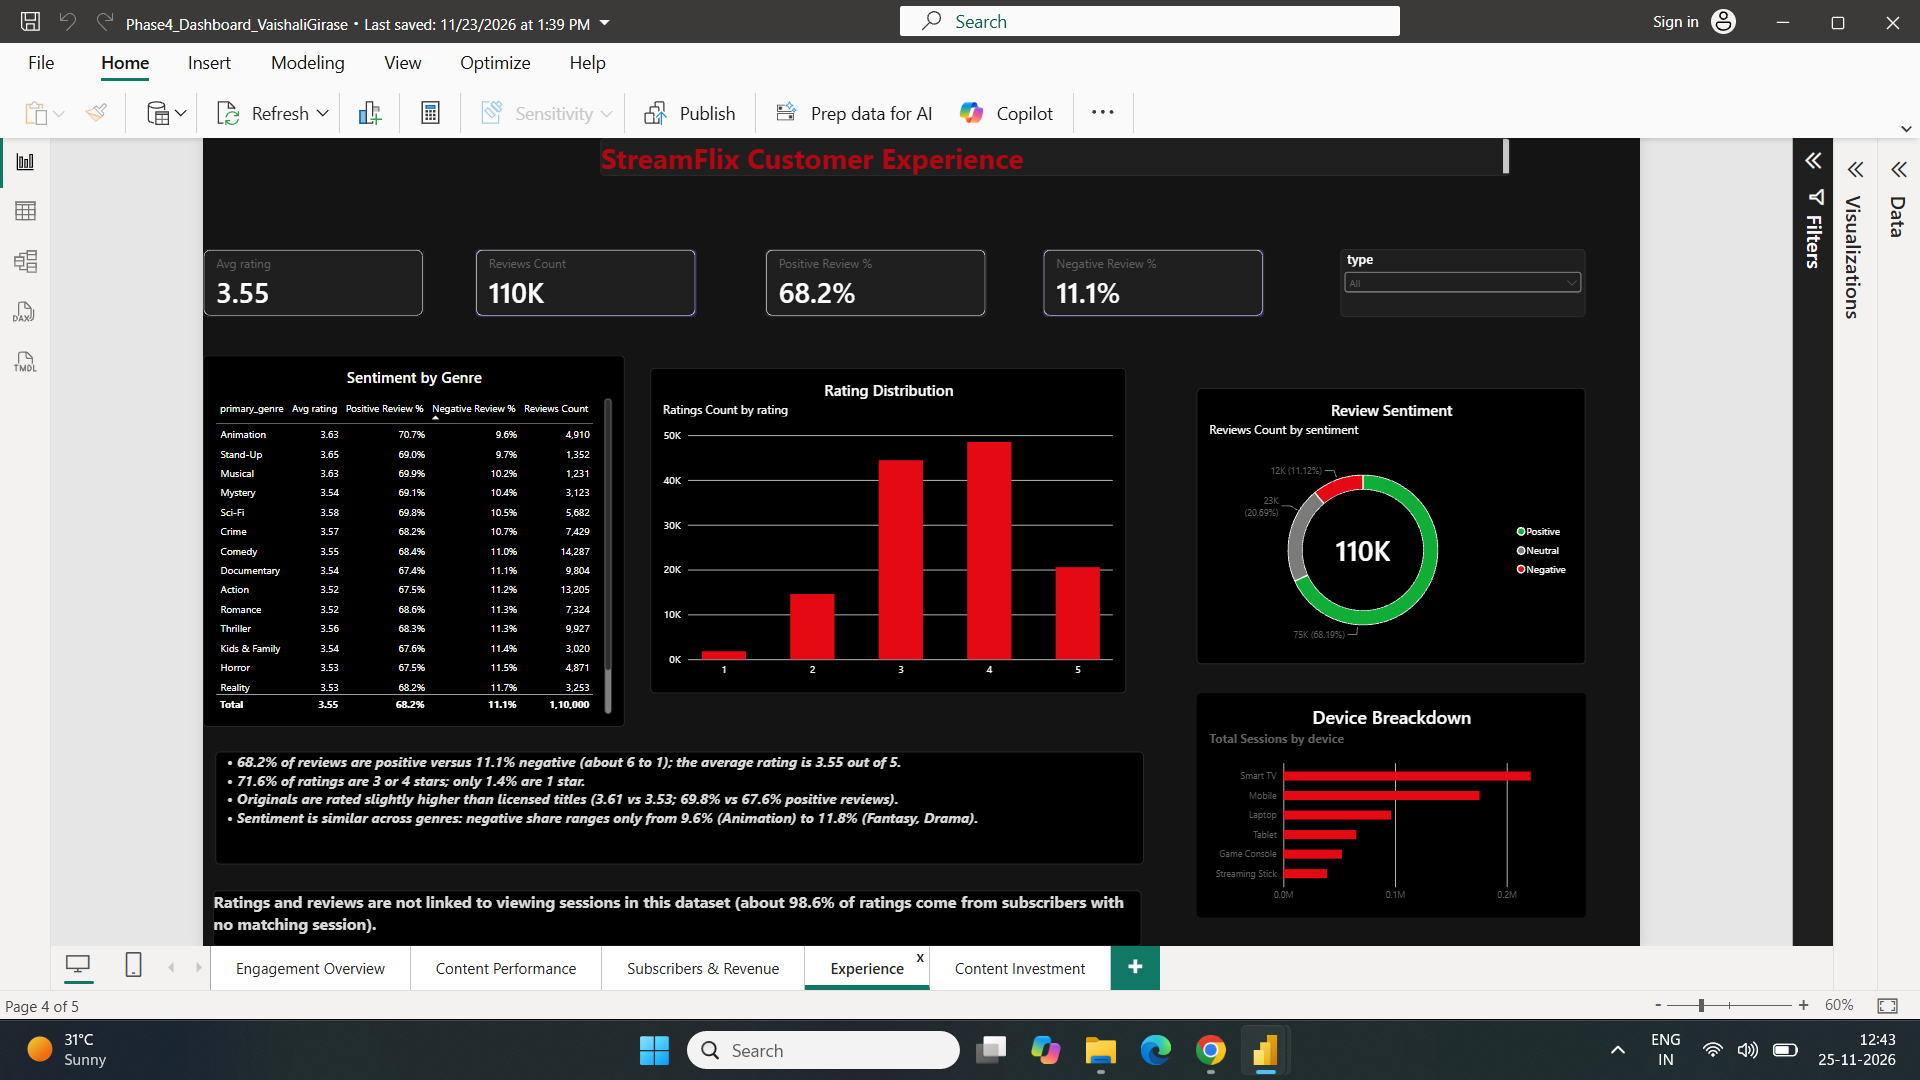 Phase4_Dashboard_VaishaliGirase • Last saved: 11/23/2026 at 1:39 PM
Search
Sign in
File Home Insert Modeling View Optimize Help
Refresh
Sensitivity
Publish
Prep data for AI
Copilot
DAX
TMDL
StreamFlix Customer Experience
Avg rating
3.55
Reviews Count
110K
Positive Review %
68.2%
Negative Review %
11.1%
type
All
Filters
Visualizations
Data
Sentiment by Genre
primary_genre Avg rating Positive Review % Negative Review % Reviews Count
Animation 3.63 70.7% 9.6% 4,910
Stand-Up 3.65 69.0% 9.7% 1,352
Musical 3.63 69.9% 10.2% 1,231
Mystery 3.54 69.1% 10.4% 3,123
Sci-Fi 3.58 69.8% 10.5% 5,682
Crime 3.57 68.2% 10.7% 7,429
Comedy 3.55 68.4% 11.0% 14,287
Documentary 3.54 67.4% 11.1% 9,804
Action 3.52 67.5% 11.2% 13,205
Romance 3.52 68.6% 11.3% 7,324
Thriller 3.56 68.3% 11.3% 9,927
Kids & Family 3.54 67.6% 11.4% 3,020
Horror 3.53 67.5% 11.5% 4,871
Reality 3.53 68.2% 11.7% 3,253
Total 3.55 68.2% 11.1% 1,10,000
Rating Distribution
Ratings Count by rating
50K
40K
30K
20K
10K
0K
1 2 3 4 5
Review Sentiment
Reviews Count by sentiment
12K (11.12%)
23K
(20.69%)
110K
75K (68.19%)
Positive
Neutral
Negative
Device Breackdown
Total Sessions by device
Smart TV
Mobile
Laptop
Tablet
Game Console
Streaming Stick
0.0M 0.1M 0.2M
• 68.2% of reviews are positive versus 11.1% negative (about 6 to 1); the average rating is 3.55 out of 5.
• 71.6% of ratings are 3 or 4 stars; only 1.4% are 1 star.
• Originals are rated slightly higher than licensed titles (3.61 vs 3.53; 69.8% vs 67.6% positive reviews).
• Sentiment is similar across genres: negative share ranges only from 9.6% (Animation) to 11.8% (Fantasy, Drama).
Ratings and reviews are not linked to viewing sessions in this dataset (about 98.6% of ratings come from subscribers with
no matching session).
Engagement Overview Content Performance Subscribers & Revenue Experience x Content Investment +
Page 4 of 5
- + 60%
31°C
Sunny
Search
ENG
IN
12:43
25-11-2026